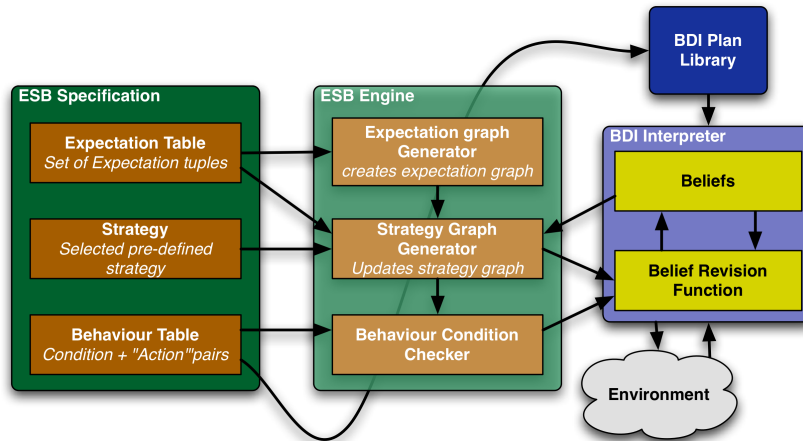 BDI Plan
Library
ESB Specification
ESB Engine
BDI Interpreter
Expectation Table
Set of Expectation tuples
Expectation graph
Generator
creates expectation graph
Beliefs
Strategy
Selected pre-defined
strategy
Strategy Graph
Generator
Updates strategy graph
Belief Revision
Function
Behaviour Table
Condition + "Action"'pairs
Behaviour Condition
Checker
Environment